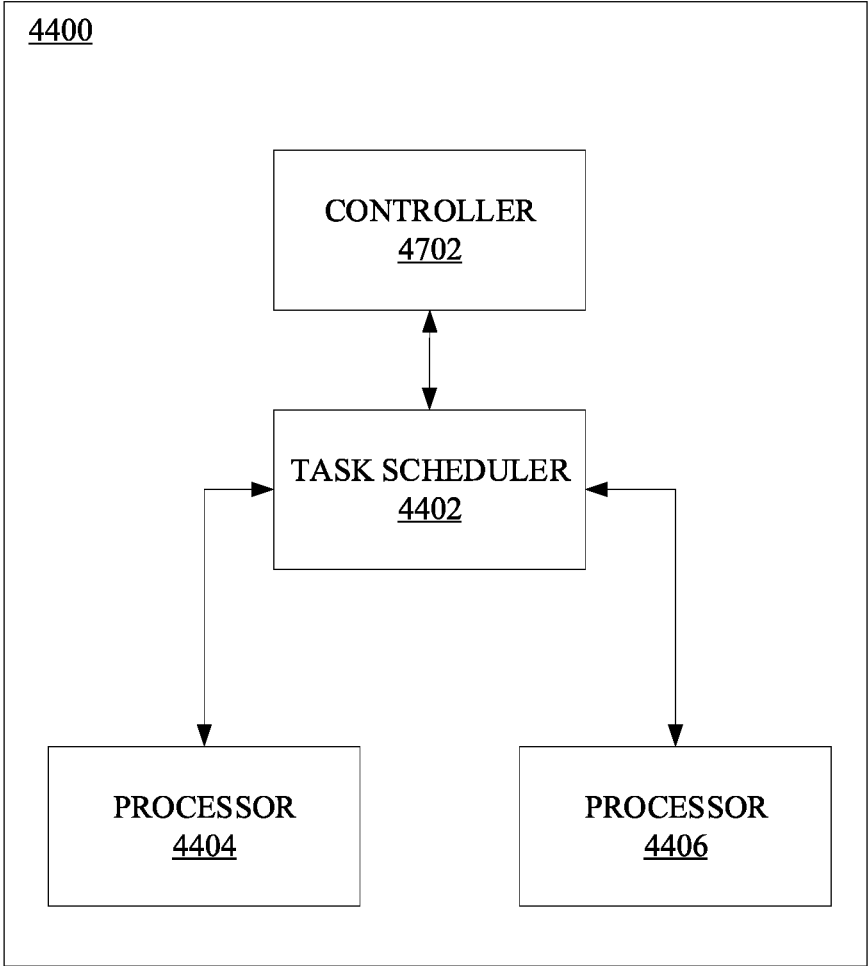 4400
CONTROLLER
4702
TASK SCHEDULER
4402
PROCESSOR
4404
PROCESSOR
4406